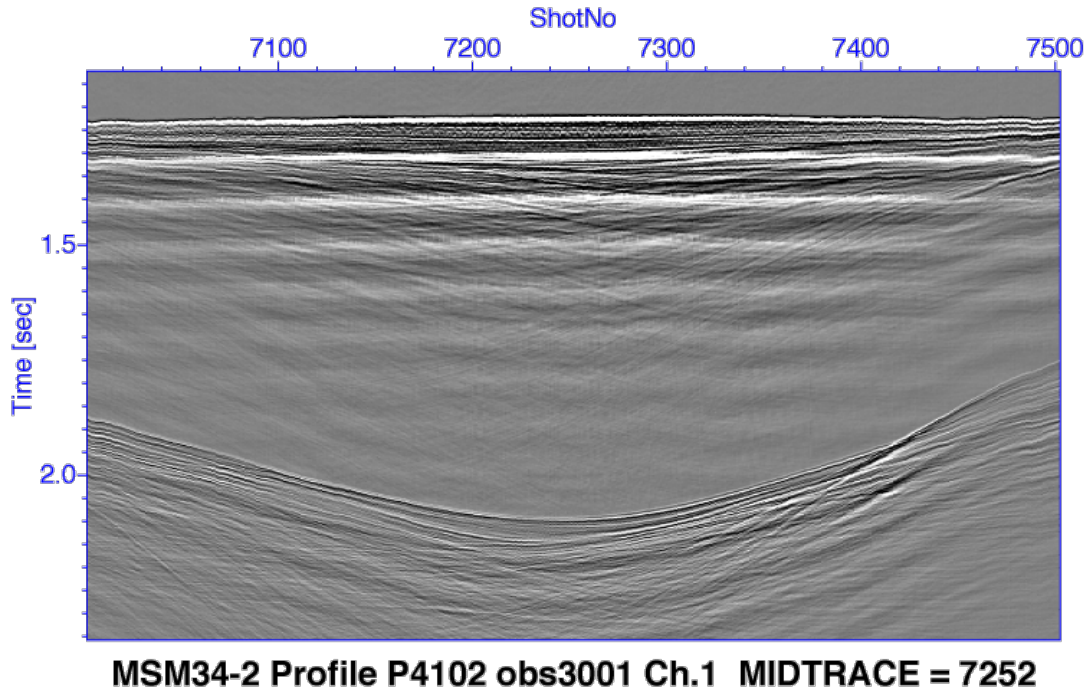 ShotNo
7100 7200 7300 7400 7500
1.5
Time [sec]
2.0
MSM34-2 Profile P4102 obs3001 Ch.1 MIDTRACE = 7252